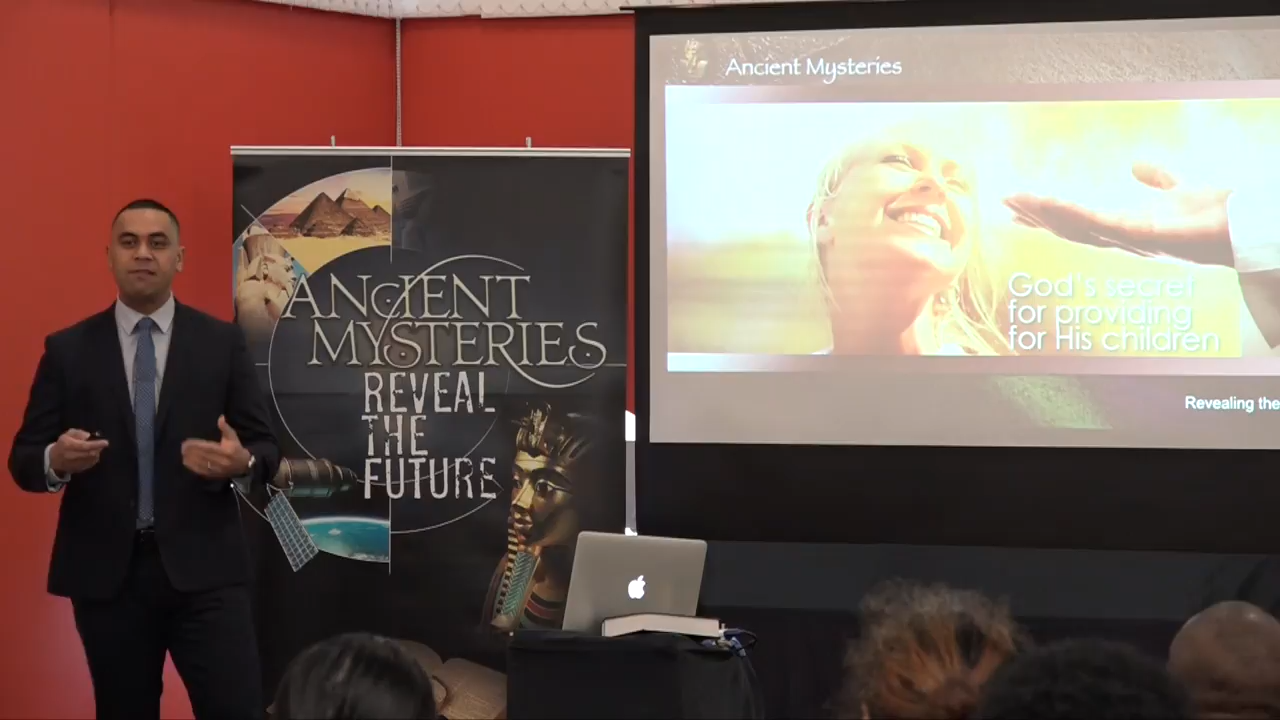 ANCIENT
MYSTERIES
REVEAL
THE
FUTURE
Ancient Mysteries
God's secret
for providing
for His children
Revealing the